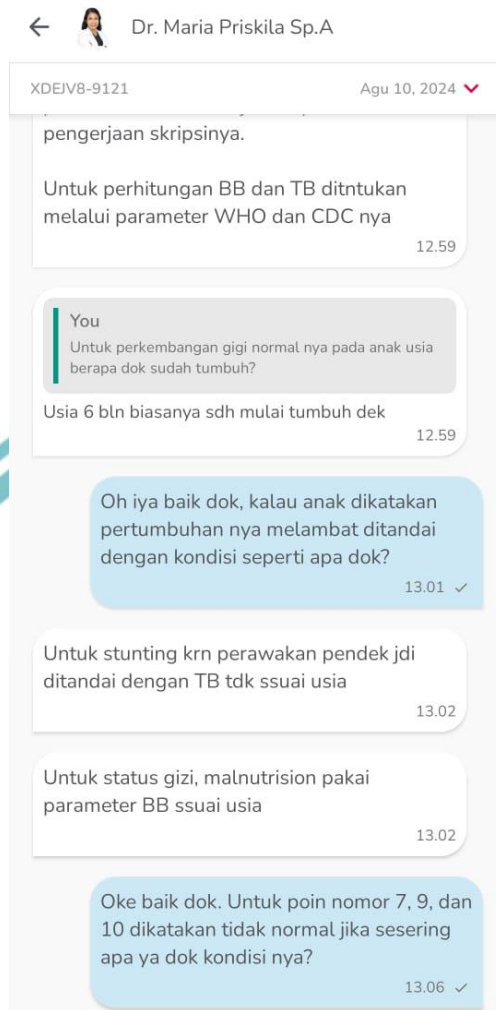 Dr. Maria Priskila Sp.A
XDEJV8-9121
Agu 10, 2024
pengerjaan skripsinya.
Untuk perhitungan BB dan TB ditntukan
melalui parameter WHO dan CDC nya
12.59
You
Untuk perkembangan gigi normal nya pada anak usia
berapa dok sudah tumbuh?
Usia 6 bln biasanya sdh mulai tumbuh dek
12.59
Oh iya baik dok, kalau anak dikatakan
pertumbuhan nya melambat ditandai
dengan kondisi seperti apa dok?
13.01
Untuk stunting krn perawakan pendek jdi
ditandai dengan TB tdk ssuai usia
13.02
Untuk status gizi, malnutrision pakai
parameter BB ssuai usia
13.02
Oke baik dok. Untuk poin nomor 7, 9, dan
10 dikatakan tidak normal jika sesering
apa ya dok kondisi nya?
13.06